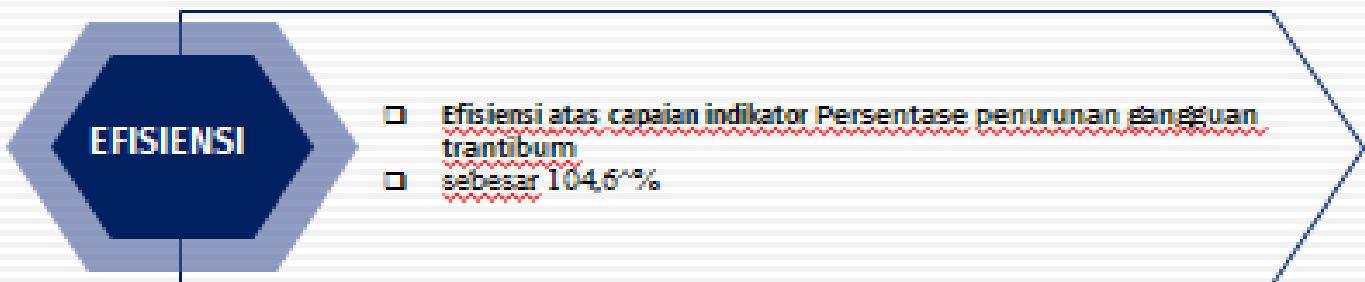 EFISIENSI
Efisiensi atas capaian indikator Persentase penurunan gangguan
trantibum
sebesar 104,6^%